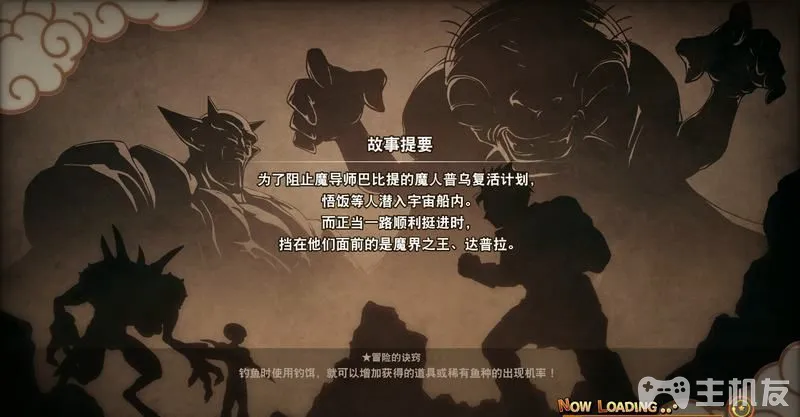 故事提要
为了阻止魔导师巴比提的魔人普乌复活计划，
悟饭等人潜入宇宙船内。
而正当一路顺利挺进时，
挡在他们面前的是魔界之王、达普拉。
★冒险的诀窍
钓鱼时使用钓饵，就可以增加获得的道具或稀有鱼种的出现机率！
NOW LOADING...
主机友